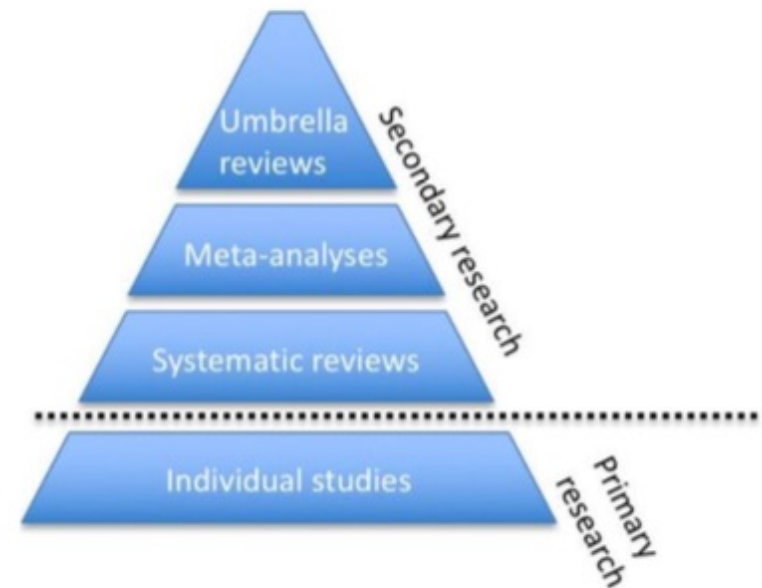 Umbrella
reviews
Secondary research
Meta-analyses
Systematic reviews
Individual studies
Primary
research